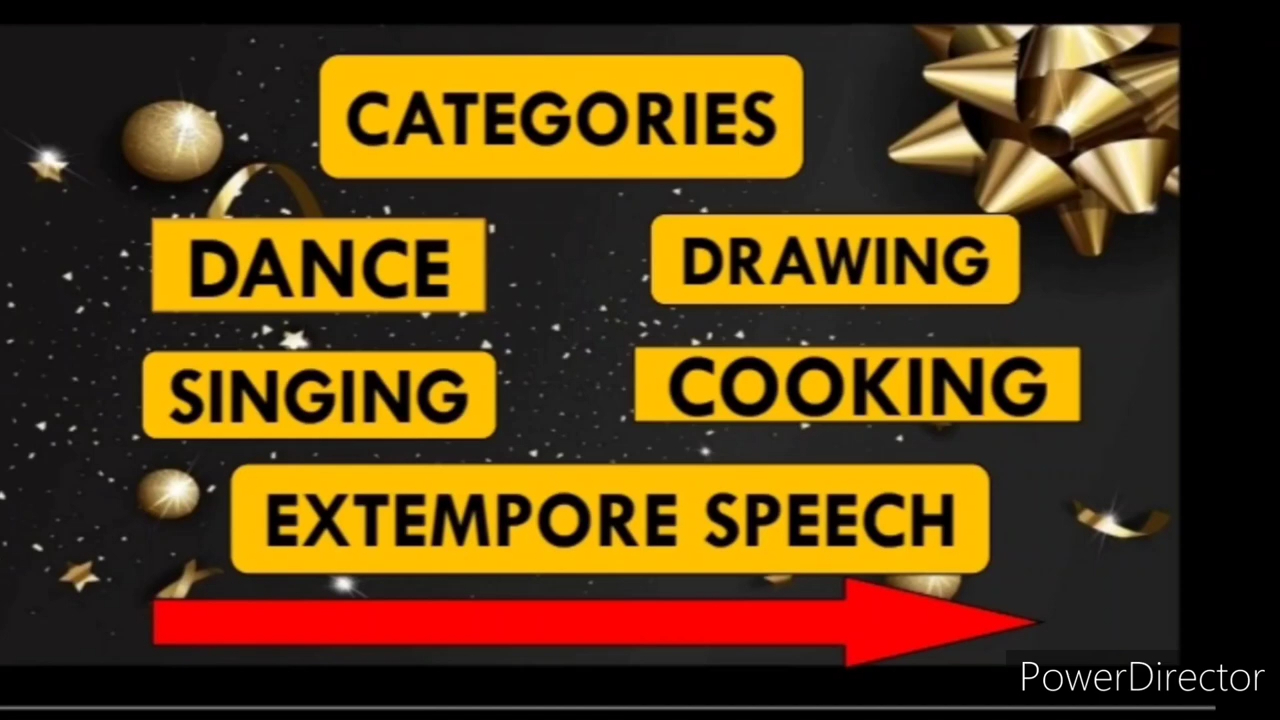 CATEGORIES
DANCE
DRAWING
SINGING
COOKING
EXTEMPORE SPEECH
PowerDirector